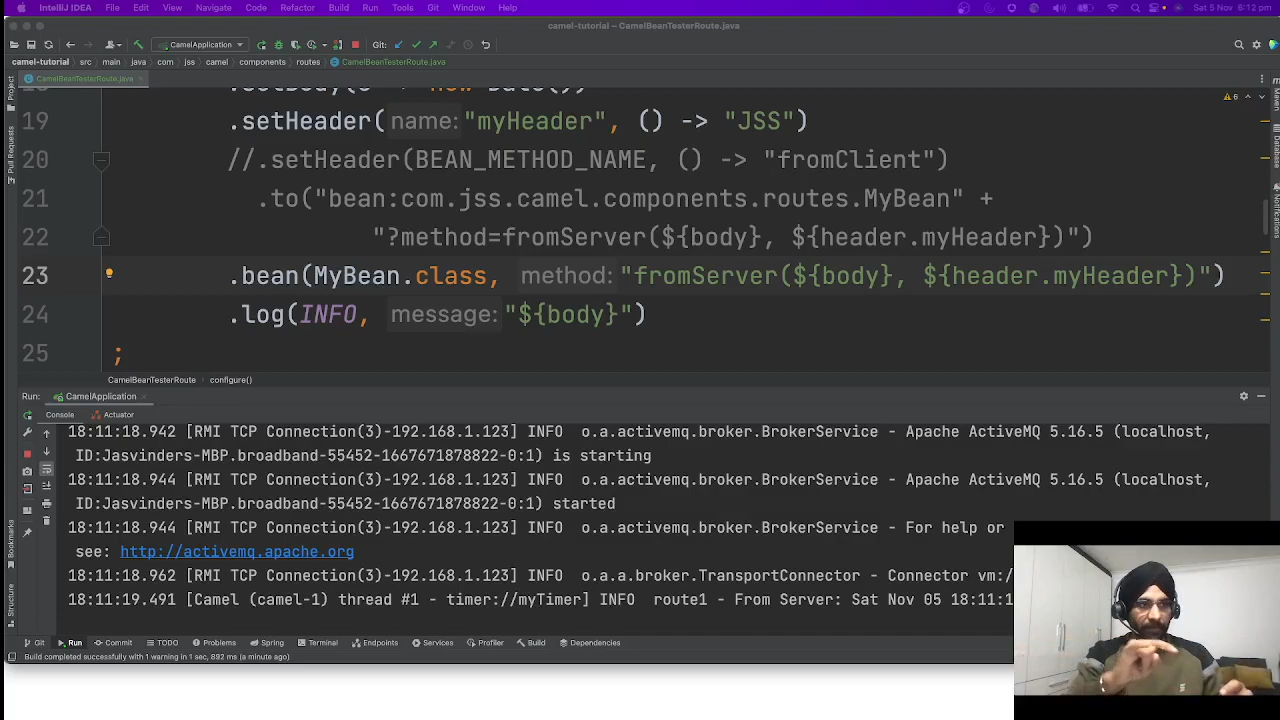 IntelliJ IDEA File Edit View Navigate Code Refactor Build Run Tools Git Window Help Sat 5 Nov 6:12 pm
camel-tutorial – CamelBeanTesterRoute.java
CamelApplication Git:
camel-tutorial src main java com jss camel components routes CamelBeanTesterRoute.java
CamelBeanTesterRoute.java
Project
Pull Requests
Maven
Database
Notifications
6
19 .setHeader( name: "myHeader", () -> "JSS")
20 //.setHeader(BEAN_METHOD_NAME, () -> "fromClient")
21 .to("bean:com.jss.camel.components.routes.MyBean" +
22 "?method=fromServer(${body}, ${header.myHeader})")
23 .bean(MyBean.class, method: "fromServer(${body}, ${header.myHeader})")
24 .log(INFO, message: "${body}")
25 ;
CamelBeanTesterRoute configure()
Run: CamelApplication
Console Actuator
18:11:18.942 [RMI TCP Connection(3)-192.168.1.123] INFO o.a.activemq.broker.BrokerService - Apache ActiveMQ 5.16.5 (localhost,
ID:Jasvinders-MBP.broadband-55452-1667671878822-0:1) is starting
18:11:18.944 [RMI TCP Connection(3)-192.168.1.123] INFO o.a.activemq.broker.BrokerService - Apache ActiveMQ 5.16.5 (localhost,
ID:Jasvinders-MBP.broadband-55452-1667671878822-0:1) started
18:11:18.944 [RMI TCP Connection(3)-192.168.1.123] INFO o.a.activemq.broker.BrokerService - For help or
see: http://activemq.apache.org
18:11:18.962 [RMI TCP Connection(3)-192.168.1.123] INFO o.a.a.broker.TransportConnector - Connector vm:/
18:11:19.491 [Camel (camel-1) thread #1 - timer://myTimer] INFO route1 - From Server: Sat Nov 05 18:11:1
Bookmarks
Structure
Git Run Commit TODO Problems Spring Terminal Endpoints Services Profiler Build Dependencies
Build completed successfully with 1 warning in 1 sec, 892 ms (a minute ago)